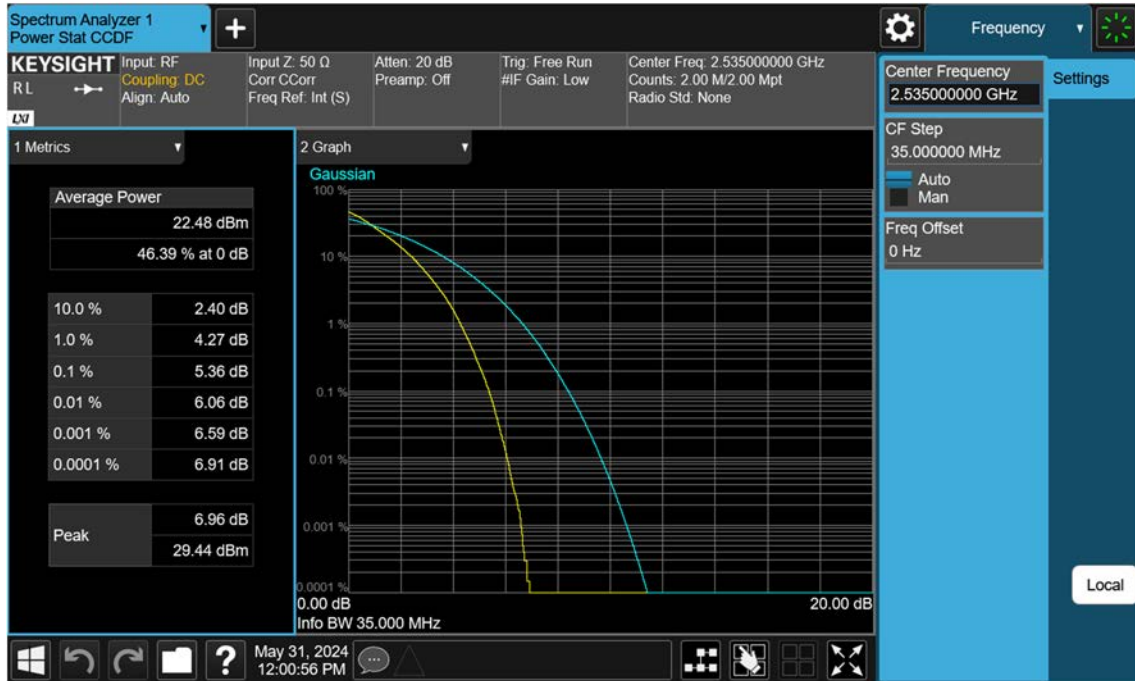 Spectrum Analyzer 1
Power Stat CCDF
+
Frequency
KEYSIGHT
RL
LXI
Input: RF
Coupling: DC
Align: Auto
Input Z: 50 Ω
Corr CCorr
Freq Ref: Int (S)
Atten: 20 dB
Preamp: Off
Trig: Free Run
#IF Gain: Low
Center Freq: 2.535000000 GHz
Counts: 2.00 M/2.00 Mpt
Radio Std: None
Center Frequency
2.535000000 GHz
Settings
CF Step
35.000000 MHz
Auto
Man
Freq Offset
0 Hz
1 Metrics
Average Power
22.48 dBm
46.39 % at 0 dB
10.0 % 2.40 dB
1.0 % 4.27 dB
0.1 % 5.36 dB
0.01 % 6.06 dB
0.001 % 6.59 dB
0.0001 % 6.91 dB
Peak
6.96 dB
29.44 dBm
2 Graph
Gaussian
100 %
10 %
1 %
0.1 %
0.01 %
0.001 %
0.0001 %
0.00 dB 20.00 dB
Info BW 35.000 MHz
Local
?
May 31, 2024
12:00:56 PM